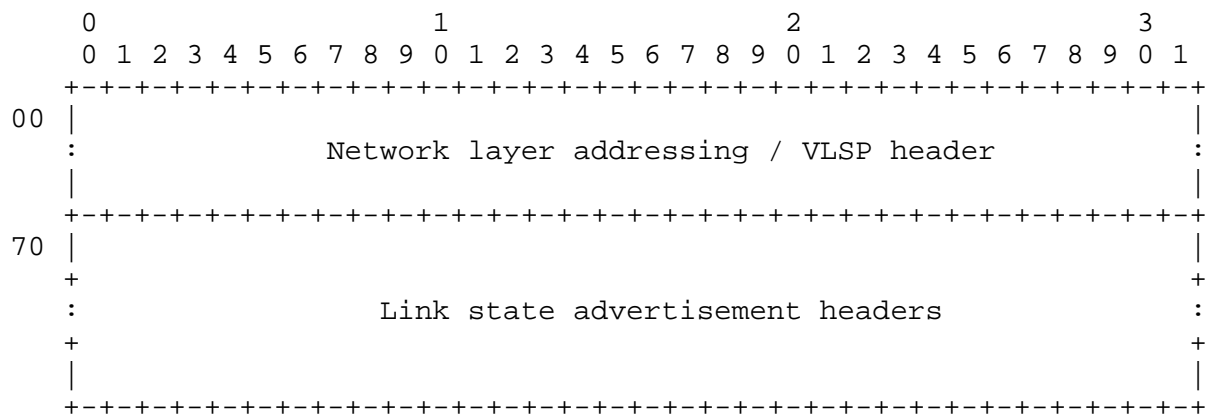 0                   1                   2                   3
 0 1 2 3 4 5 6 7 8 9 0 1 2 3 4 5 6 7 8 9 0 1 2 3 4 5 6 7 8 9 0 1
   +-+-+-+-+-+-+-+-+-+-+-+-+-+-+-+-+-+-+-+-+-+-+-+-+-+-+-+-+-+-+-+-+
00 |                                                               |
   :              Network layer addressing / VLSP header           :
   |                                                               |
   +-+-+-+-+-+-+-+-+-+-+-+-+-+-+-+-+-+-+-+-+-+-+-+-+-+-+-+-+-+-+-+-+
70 |                                                               |
   +                                                               +
   :                 Link state advertisement headers              :
   +                                                               +
   |                                                               |
   +-+-+-+-+-+-+-+-+-+-+-+-+-+-+-+-+-+-+-+-+-+-+-+-+-+-+-+-+-+-+-+-+